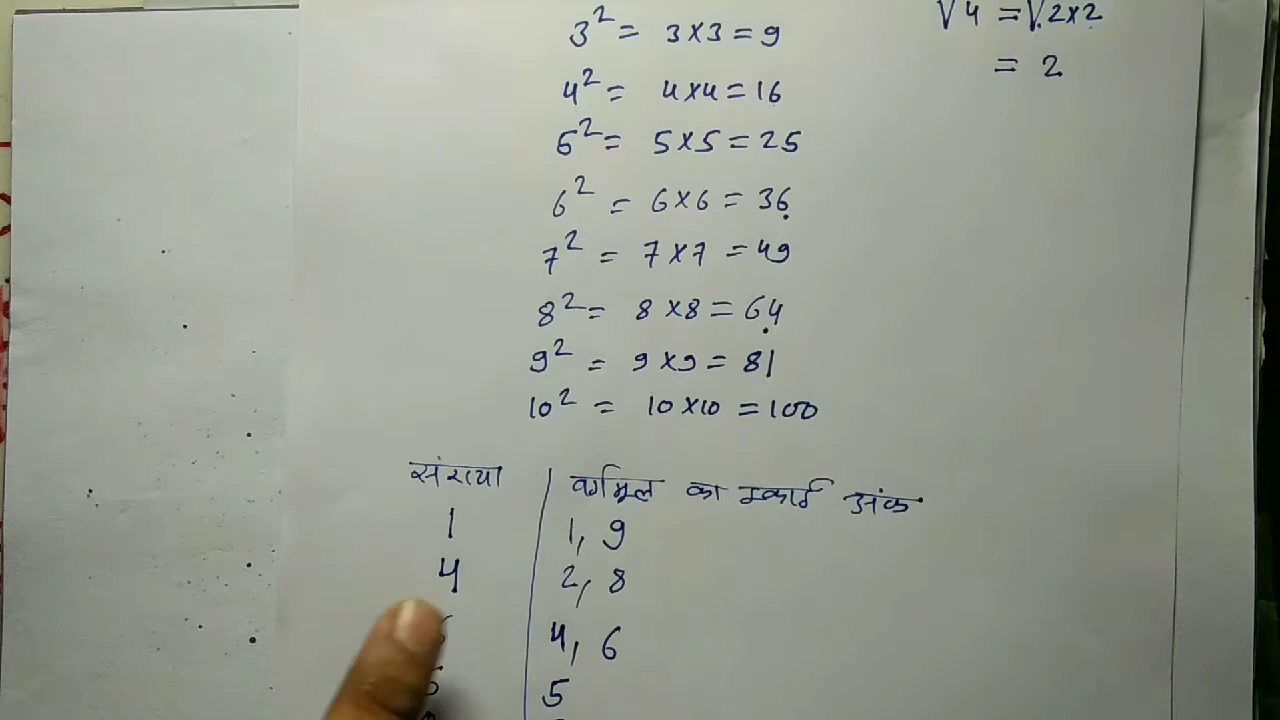 3² = 3×3 = 9
√4 = √2×2
= 2
4² = 4×4 = 16
5² = 5×5 = 25
6² = 6×6 = 36
7² = 7×7 = 49
8² = 8×8 = 64
9² = 9×9 = 81
10² = 10×10 = 100
संख्या | वर्गमूल का इकाई अंक
1 | 1, 9
4 | 2, 8
4, 6
5